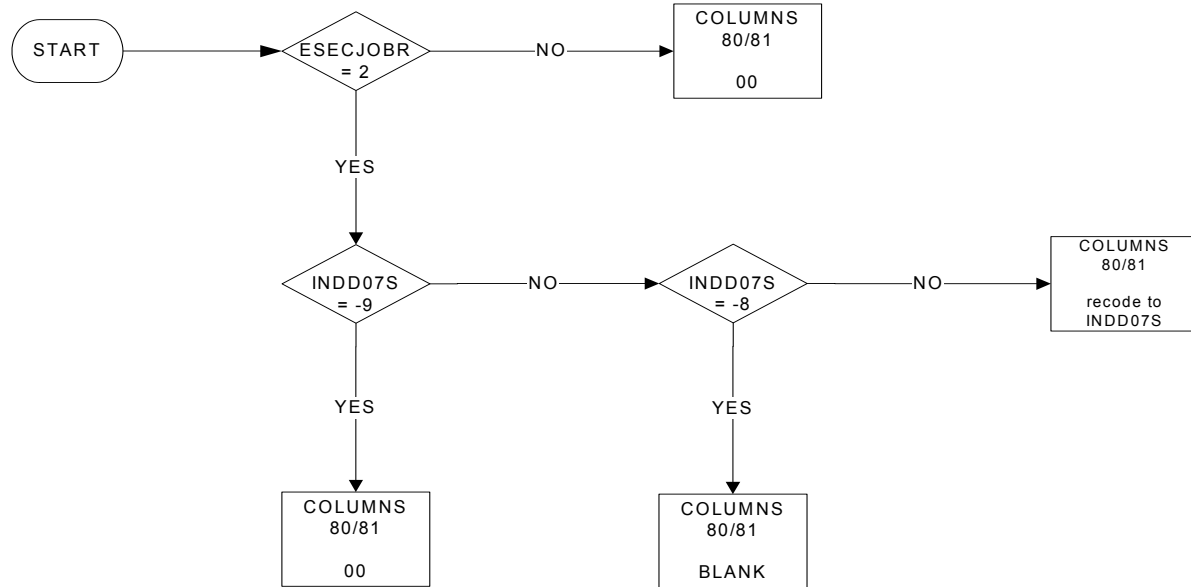 START
ESECJOBR
= 2
NO
COLUMNS
80/81
00
YES
INDD07S
= -9
NO
INDD07S
= -8
NO
COLUMNS
80/81
recode to
INDD07S
YES
YES
COLUMNS
80/81
00
COLUMNS
80/81
BLANK